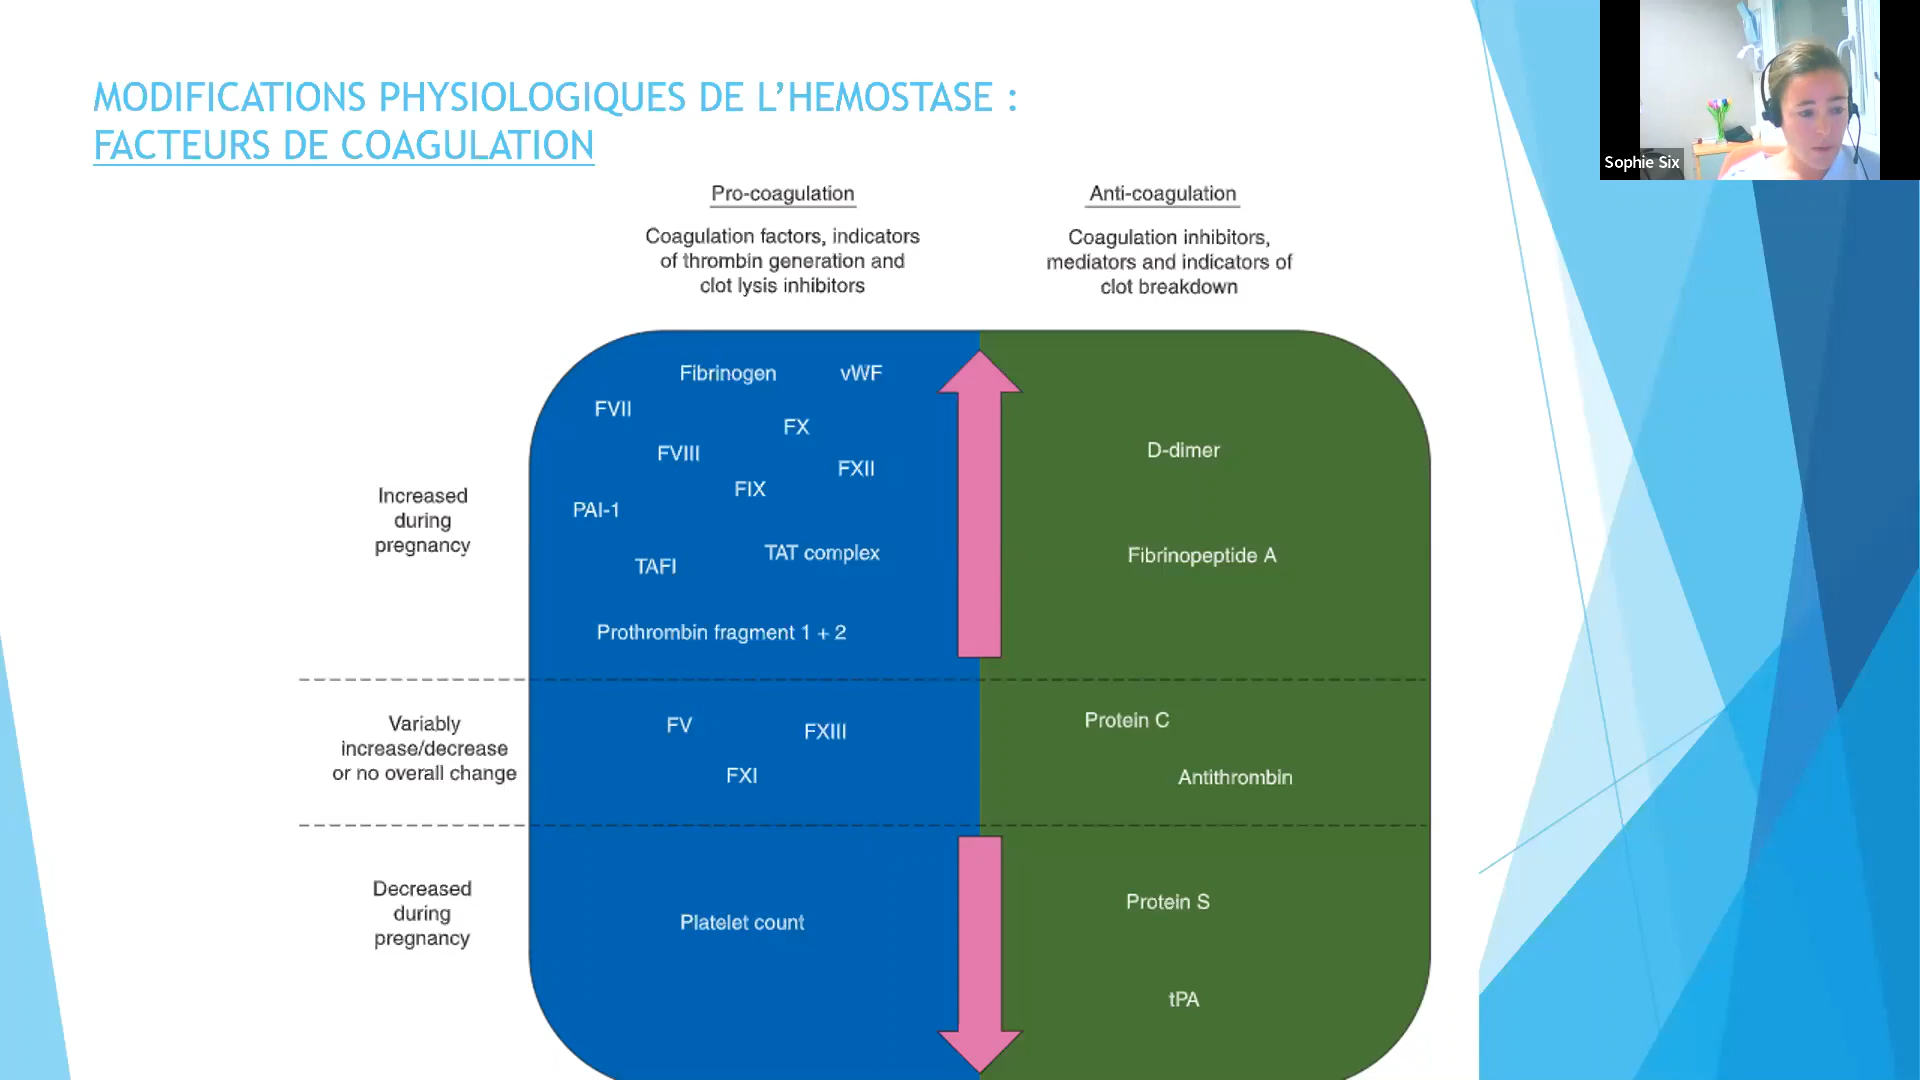 MODIFICATIONS PHYSIOLOGIQUES DE L’HEMOSTASE :
FACTEURS DE COAGULATION
Sophie Six
Pro-coagulation
Coagulation factors, indicators
of thrombin generation and
clot lysis inhibitors
Anti-coagulation
Coagulation inhibitors,
mediators and indicators of
clot breakdown
Increased
during
pregnancy
Fibrinogen
vWF
FVII
FX
FVIII
FXII
FIX
PAI-1
TAT complex
TAFI
Prothrombin fragment 1 + 2
D-dimer
Fibrinopeptide A
Variably
increase/decrease
or no overall change
FV
FXIII
FXI
Protein C
Antithrombin
Decreased
during
pregnancy
Platelet count
Protein S
tPA